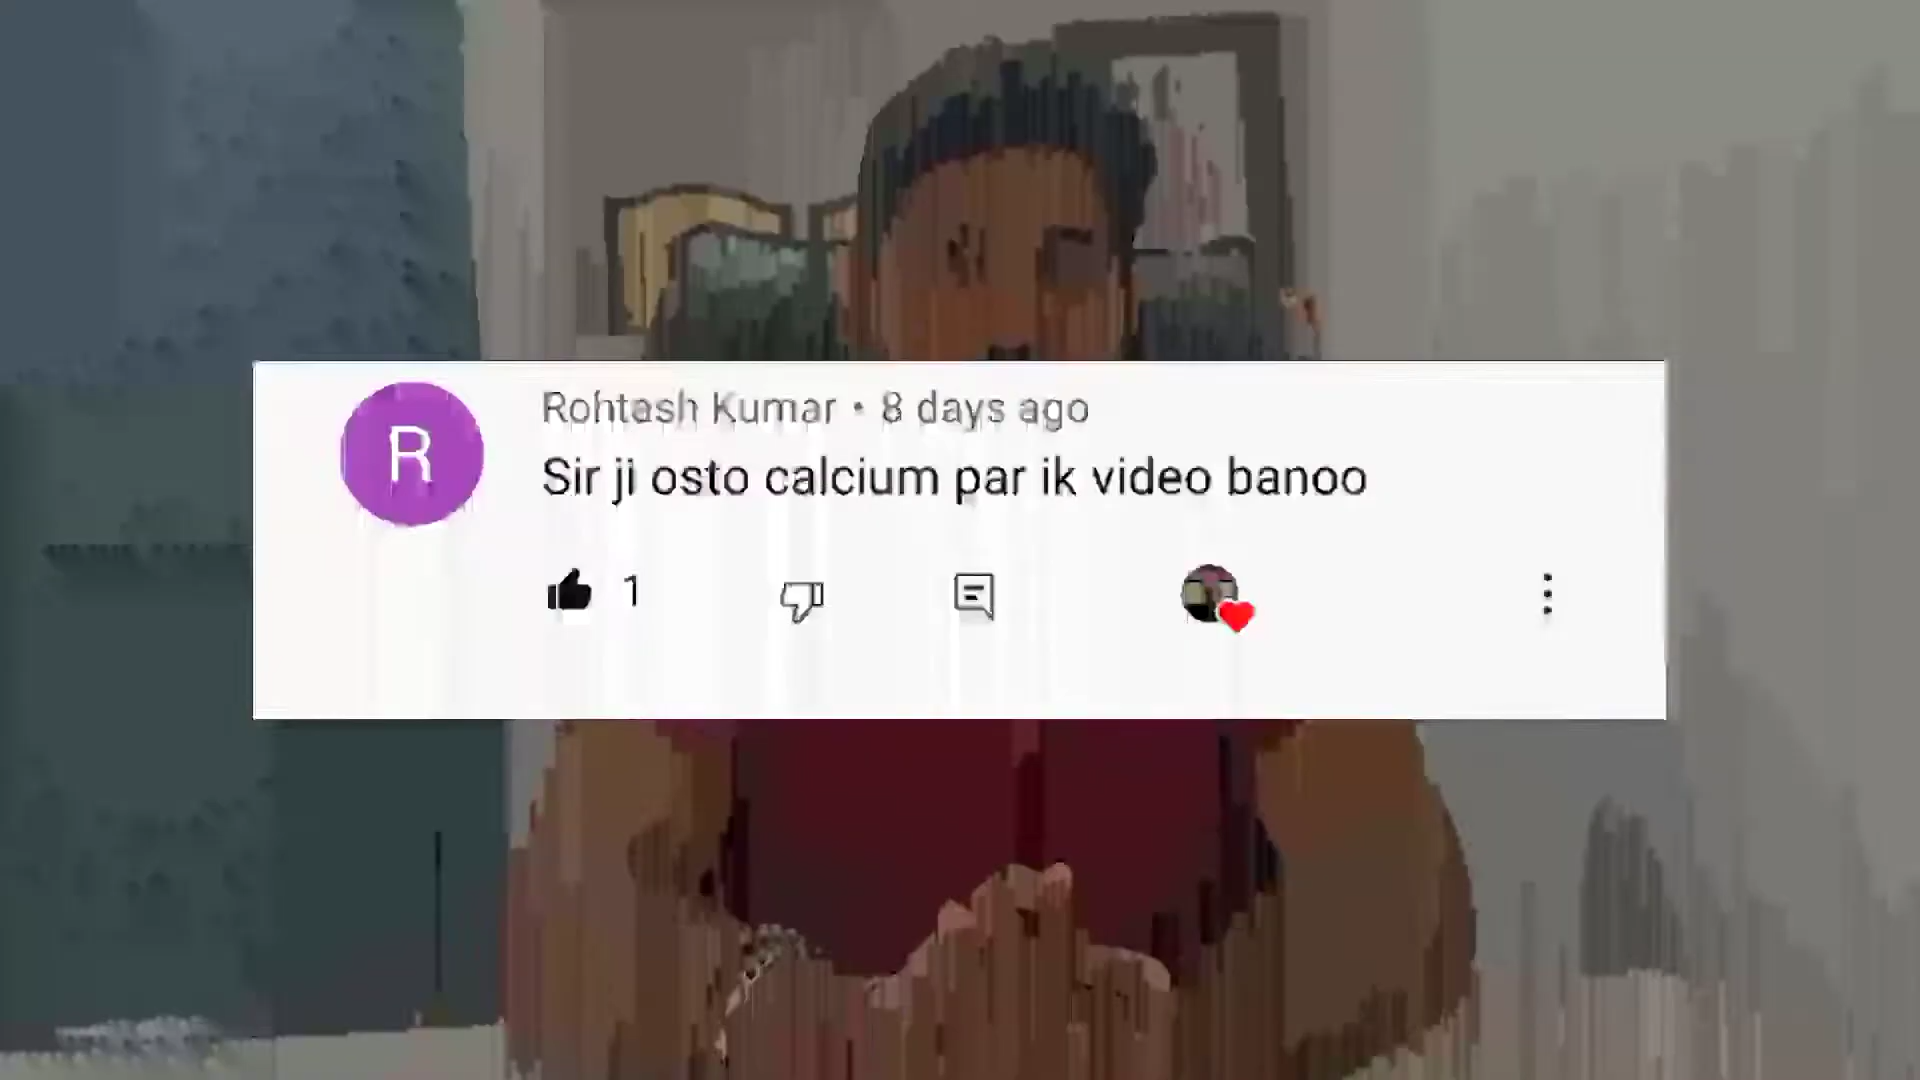 R
Rohtash Kumar • 8 days ago
Sir ji osto calcium par ik video banoo
1